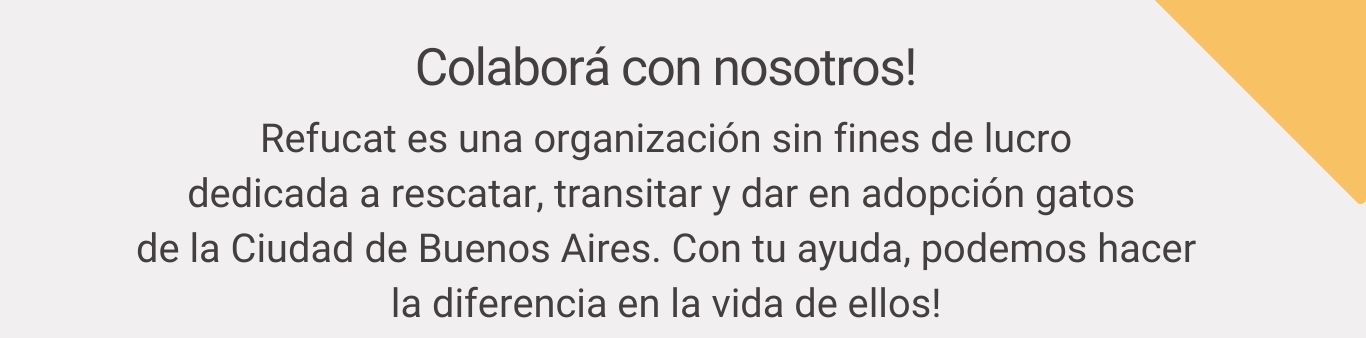 Colaborá con nosotros!
Refucat es una organización sin fines de lucro
dedicada a rescatar, transitar y dar en adopción gatos
de la Ciudad de Buenos Aires. Con tu ayuda, podemos hacer
la diferencia en la vida de ellos!